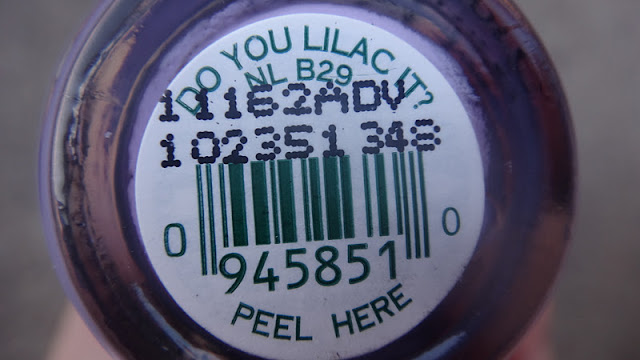 DO YOU LILAC IT?
NL B29
11162ADV
102351 348
0 945851 0
PEEL HERE